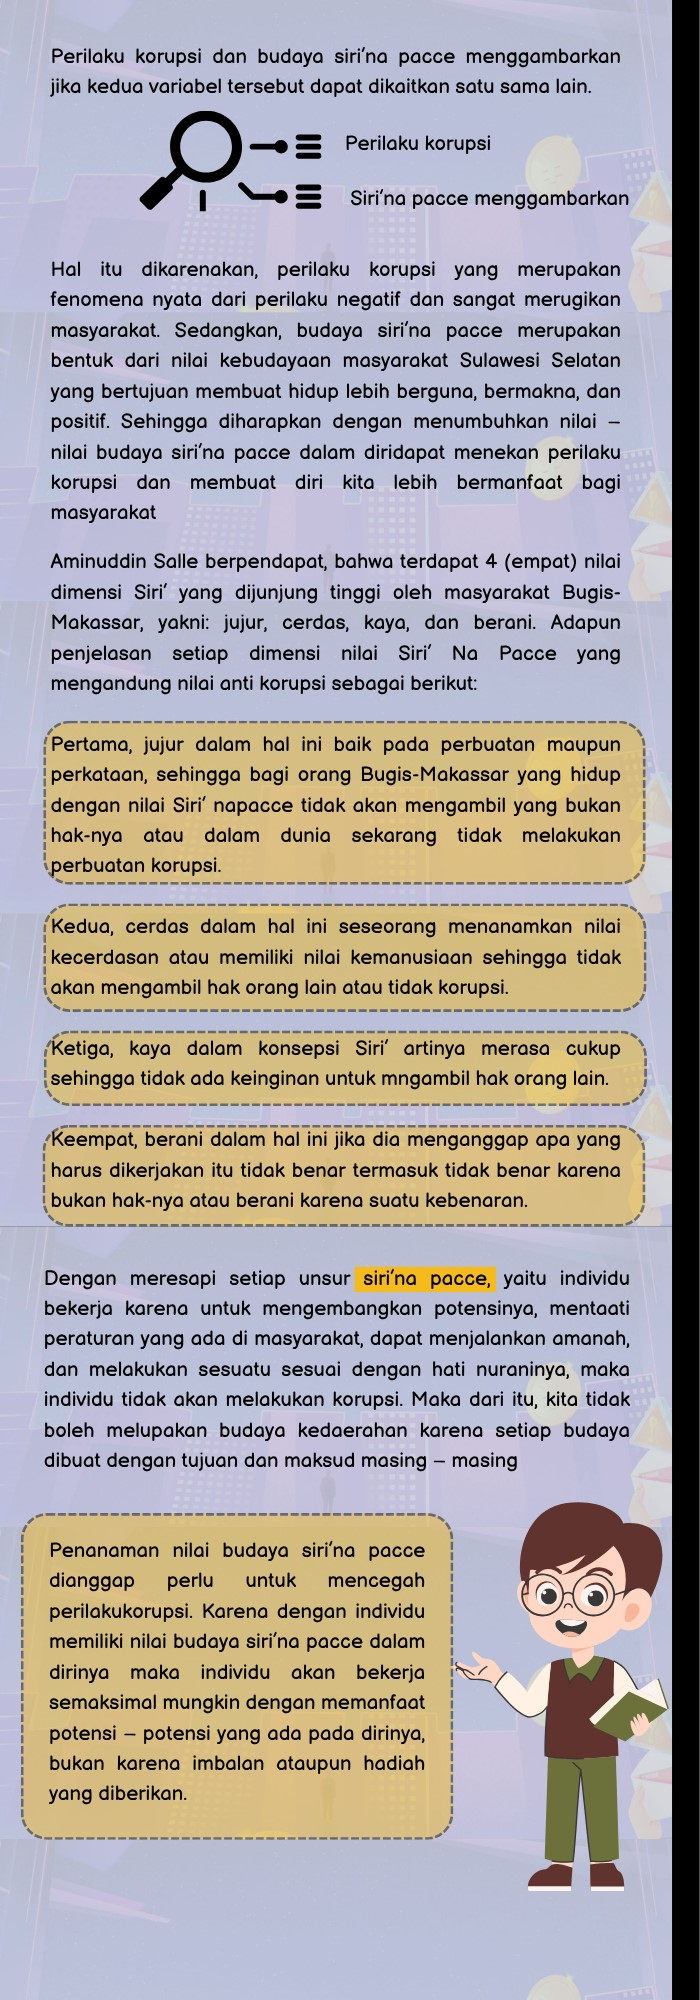 Perilaku korupsi dan budaya siri’na pacce menggambarkan
jika kedua variabel tersebut dapat dikaitkan satu sama lain.
Perilaku korupsi
Siri’na pacce menggambarkan
Hal itu dikarenakan, perilaku korupsi yang merupakan
fenomena nyata dari perilaku negatif dan sangat merugikan
masyarakat. Sedangkan, budaya siri’na pacce merupakan
bentuk dari nilai kebudayaan masyarakat Sulawesi Selatan
yang bertujuan membuat hidup lebih berguna, bermakna, dan
positif. Sehingga diharapkan dengan menumbuhkan nilai –
nilai budaya siri’na pacce dalam diridapat menekan perilaku
korupsi dan membuat diri kita lebih bermanfaat bagi
masyarakat
Aminuddin Salle berpendapat, bahwa terdapat 4 (empat) nilai
dimensi Siri’ yang dijunjung tinggi oleh masyarakat Bugis-
Makassar, yakni: jujur, cerdas, kaya, dan berani. Adapun
penjelasan setiap dimensi nilai Siri’ Na Pacce yang
mengandung nilai anti korupsi sebagai berikut:
Pertama, jujur dalam hal ini baik pada perbuatan maupun
perkataan, sehingga bagi orang Bugis-Makassar yang hidup
dengan nilai Siri’ napacce tidak akan mengambil yang bukan
hak-nya atau dalam dunia sekarang tidak melakukan
perbuatan korupsi.
Kedua, cerdas dalam hal ini seseorang menanamkan nilai
kecerdasan atau memiliki nilai kemanusiaan sehingga tidak
akan mengambil hak orang lain atau tidak korupsi.
Ketiga, kaya dalam konsepsi Siri’ artinya merasa cukup
sehingga tidak ada keinginan untuk mngambil hak orang lain.
Keempat, berani dalam hal ini jika dia menganggap apa yang
harus dikerjakan itu tidak benar termasuk tidak benar karena
bukan hak-nya atau berani karena suatu kebenaran.
Dengan meresapi setiap unsur siri’na pacce, yaitu individu
bekerja karena untuk mengembangkan potensinya, mentaati
peraturan yang ada di masyarakat, dapat menjalankan amanah,
dan melakukan sesuatu sesuai dengan hati nuraninya, maka
individu tidak akan melakukan korupsi. Maka dari itu, kita tidak
boleh melupakan budaya kedaerahan karena setiap budaya
dibuat dengan tujuan dan maksud masing – masing
Penanaman nilai budaya siri’na pacce
dianggap perlu untuk mencegah
perilakukorupsi. Karena dengan individu
memiliki nilai budaya siri’na pacce dalam
dirinya maka individu akan bekerja
semaksimal mungkin dengan memanfaat
potensi – potensi yang ada pada dirinya,
bukan karena imbalan ataupun hadiah
yang diberikan.